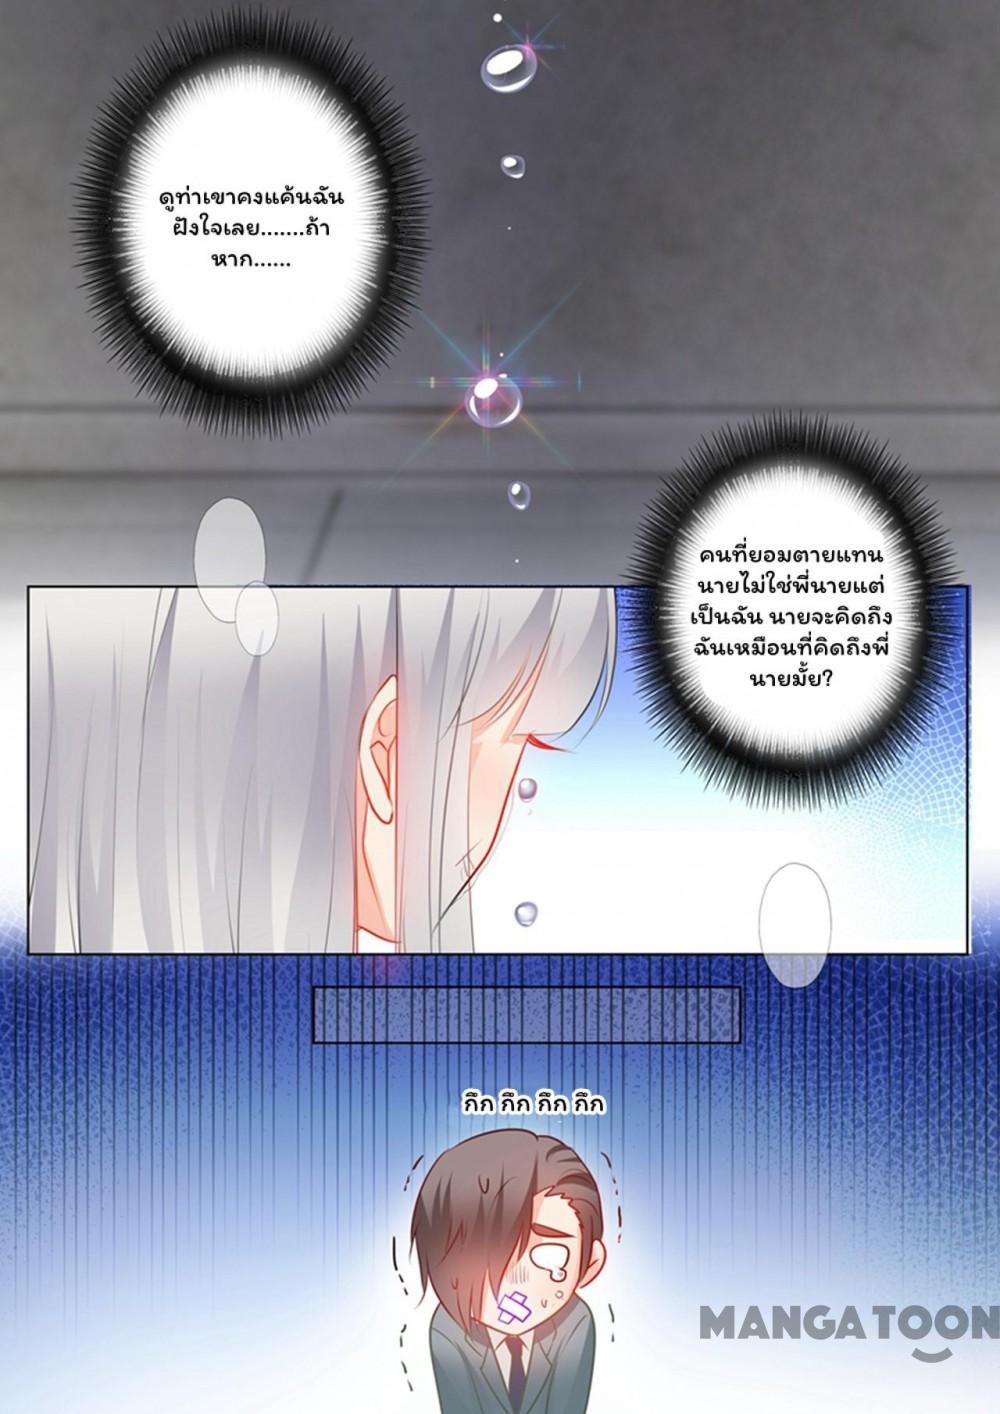 ดูท่าเขาคงแค้นฉัน
ฝังใจเลย.......ถ้า
หาก......
คนที่ยอมตายแทน
นายไม่ใช่พี่นายแต่
เป็นฉัน นายจะคิดถึง
ฉันเหมือนที่คิดถึงพี่
นายมั้ย?
กึก กึก กึก กึก
MANGATOON